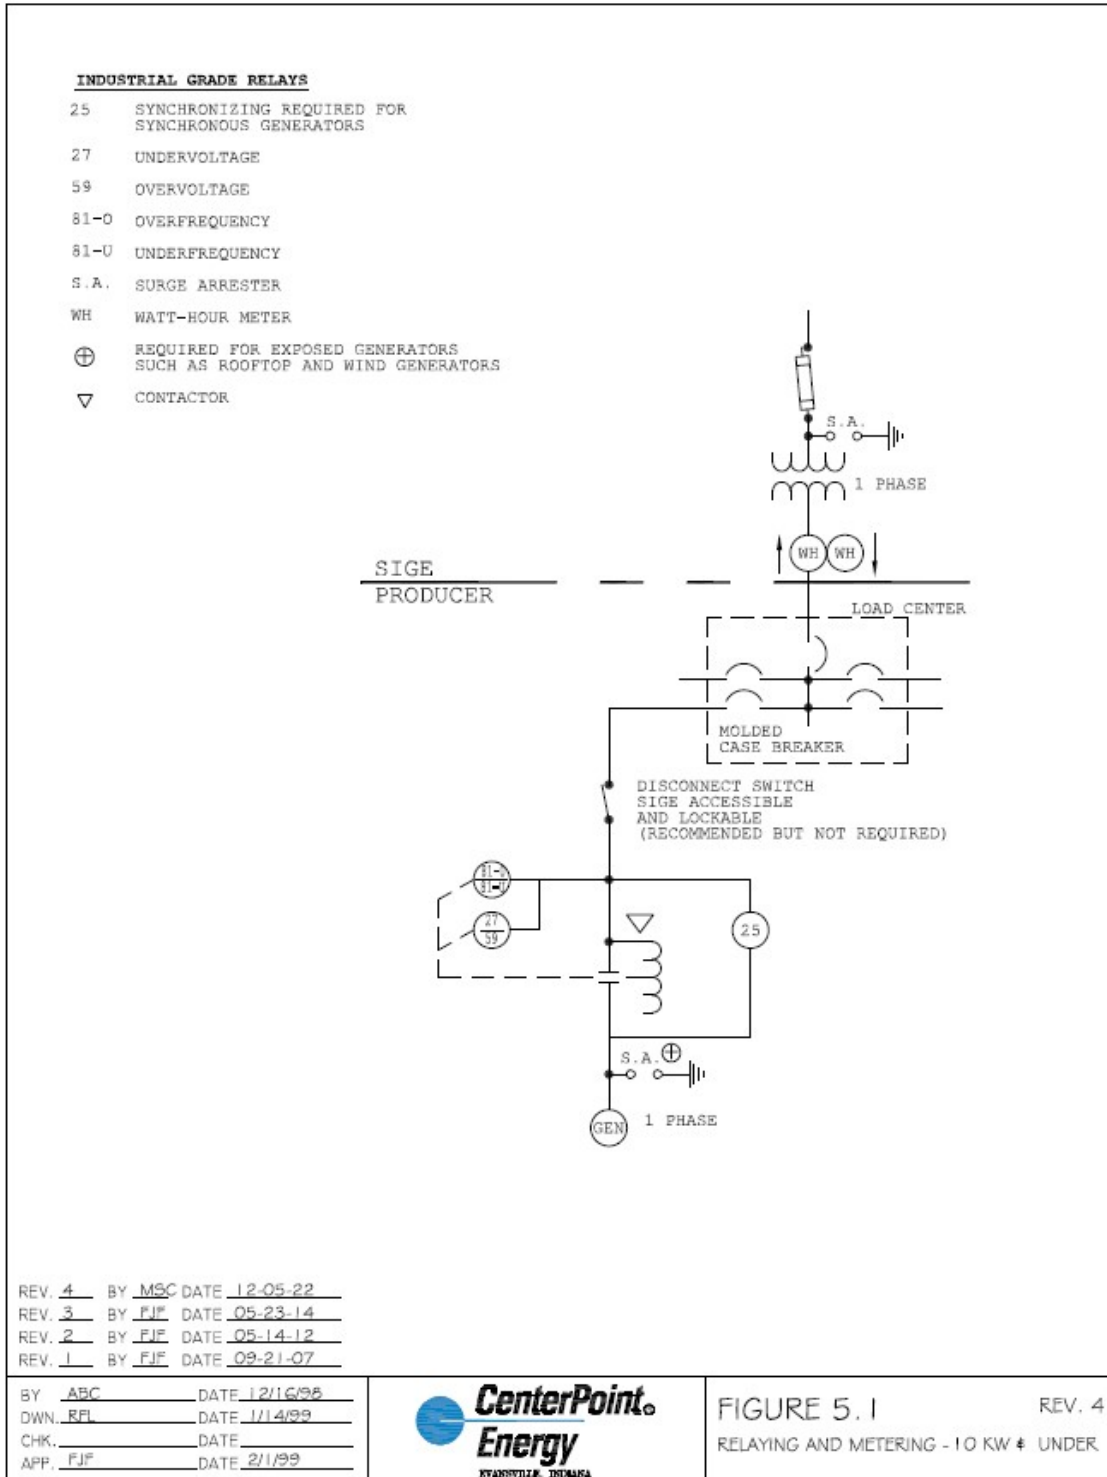 INDUSTRIAL GRADE RELAYS
25 SYNCHRONIZING REQUIRED FOR
SYNCHRONOUS GENERATORS
27 UNDERVOLTAGE
59 OVERVOLTAGE
81-O OVERFREQUENCY
81-U UNDERFREQUENCY
S.A. SURGE ARRESTER
WH WATT-HOUR METER
REQUIRED FOR EXPOSED GENERATORS
SUCH AS ROOFTOP AND WIND GENERATORS
CONTACTOR
S.A.
1 PHASE
WH WH
SIGE
PRODUCER
LOAD CENTER
MOLDED
CASE BREAKER
DISCONNECT SWITCH
SIGE ACCESSIBLE
AND LOCKABLE
(RECOMMENDED BUT NOT REQUIRED)
81-U
27
59
25
S.A.
GEN 1 PHASE
REV. 4 BY MSC DATE 12-05-22
REV. 3 BY FJF DATE 05-23-14
REV. 2 BY FJF DATE 05-14-12
REV. 1 BY FJF DATE 09-21-07
BY ABC DATE 12/16/98
DWN. RFL DATE 1/14/99
CHK. DATE
APP. FJF DATE 2/1/99
CenterPoint®
Energy
EVANSVILLE, INDIANA
FIGURE 5.1 REV. 4
RELAYING AND METERING - 10 KW & UNDER